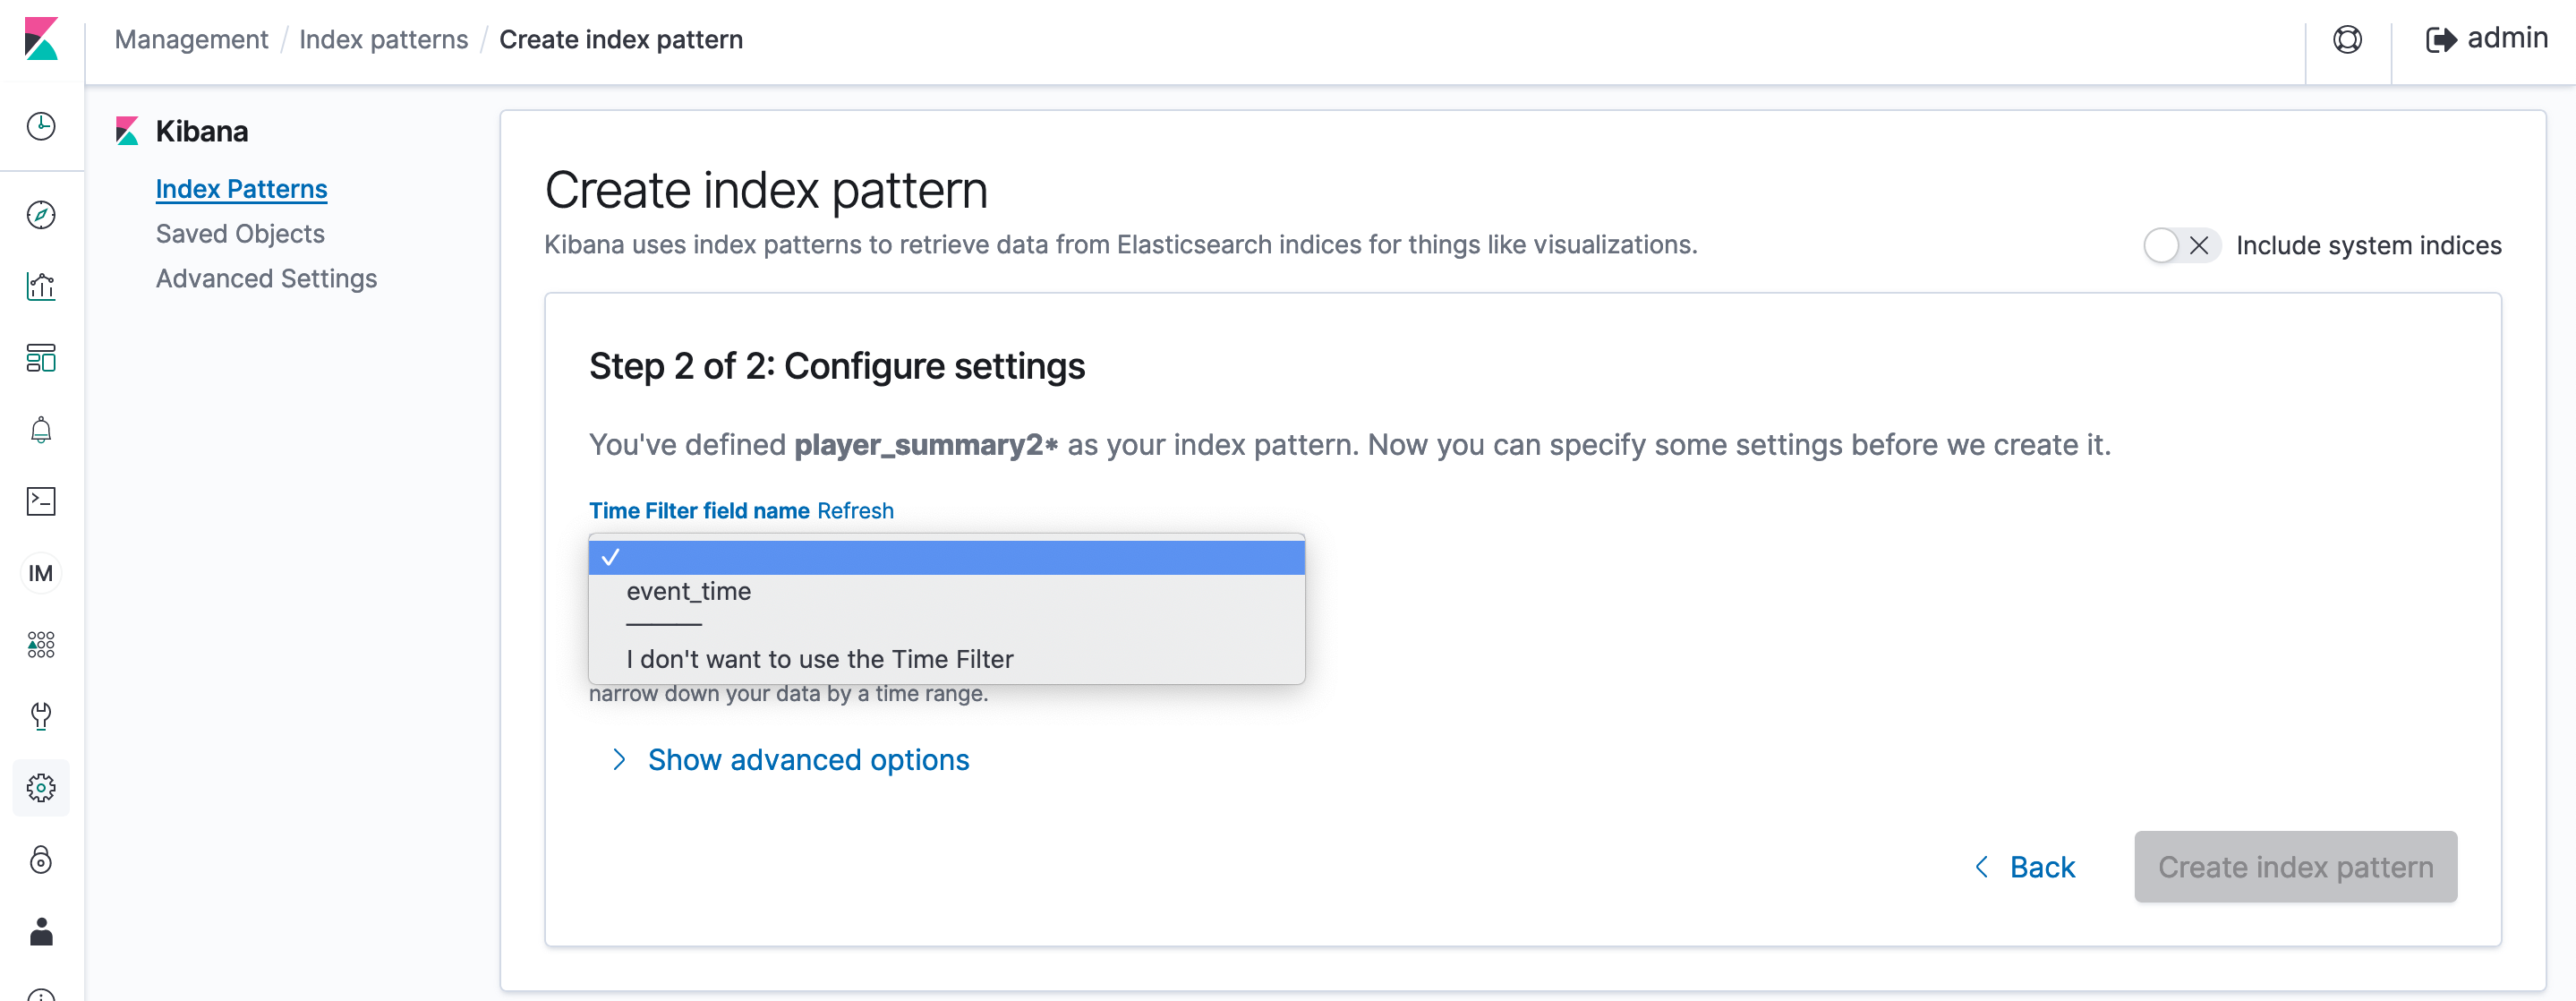 Management / Index patterns / Create index pattern
admin
Kibana
Index Patterns
Saved Objects
Advanced Settings
IM
Create index pattern
Kibana uses index patterns to retrieve data from Elasticsearch indices for things like visualizations.
Include system indices
Step 2 of 2: Configure settings
You've defined player_summary2* as your index pattern. Now you can specify some settings before we create it.
Time Filter field name Refresh
event_time
I don't want to use the Time Filter
narrow down your data by a time range.
Show advanced options
Back
Create index pattern